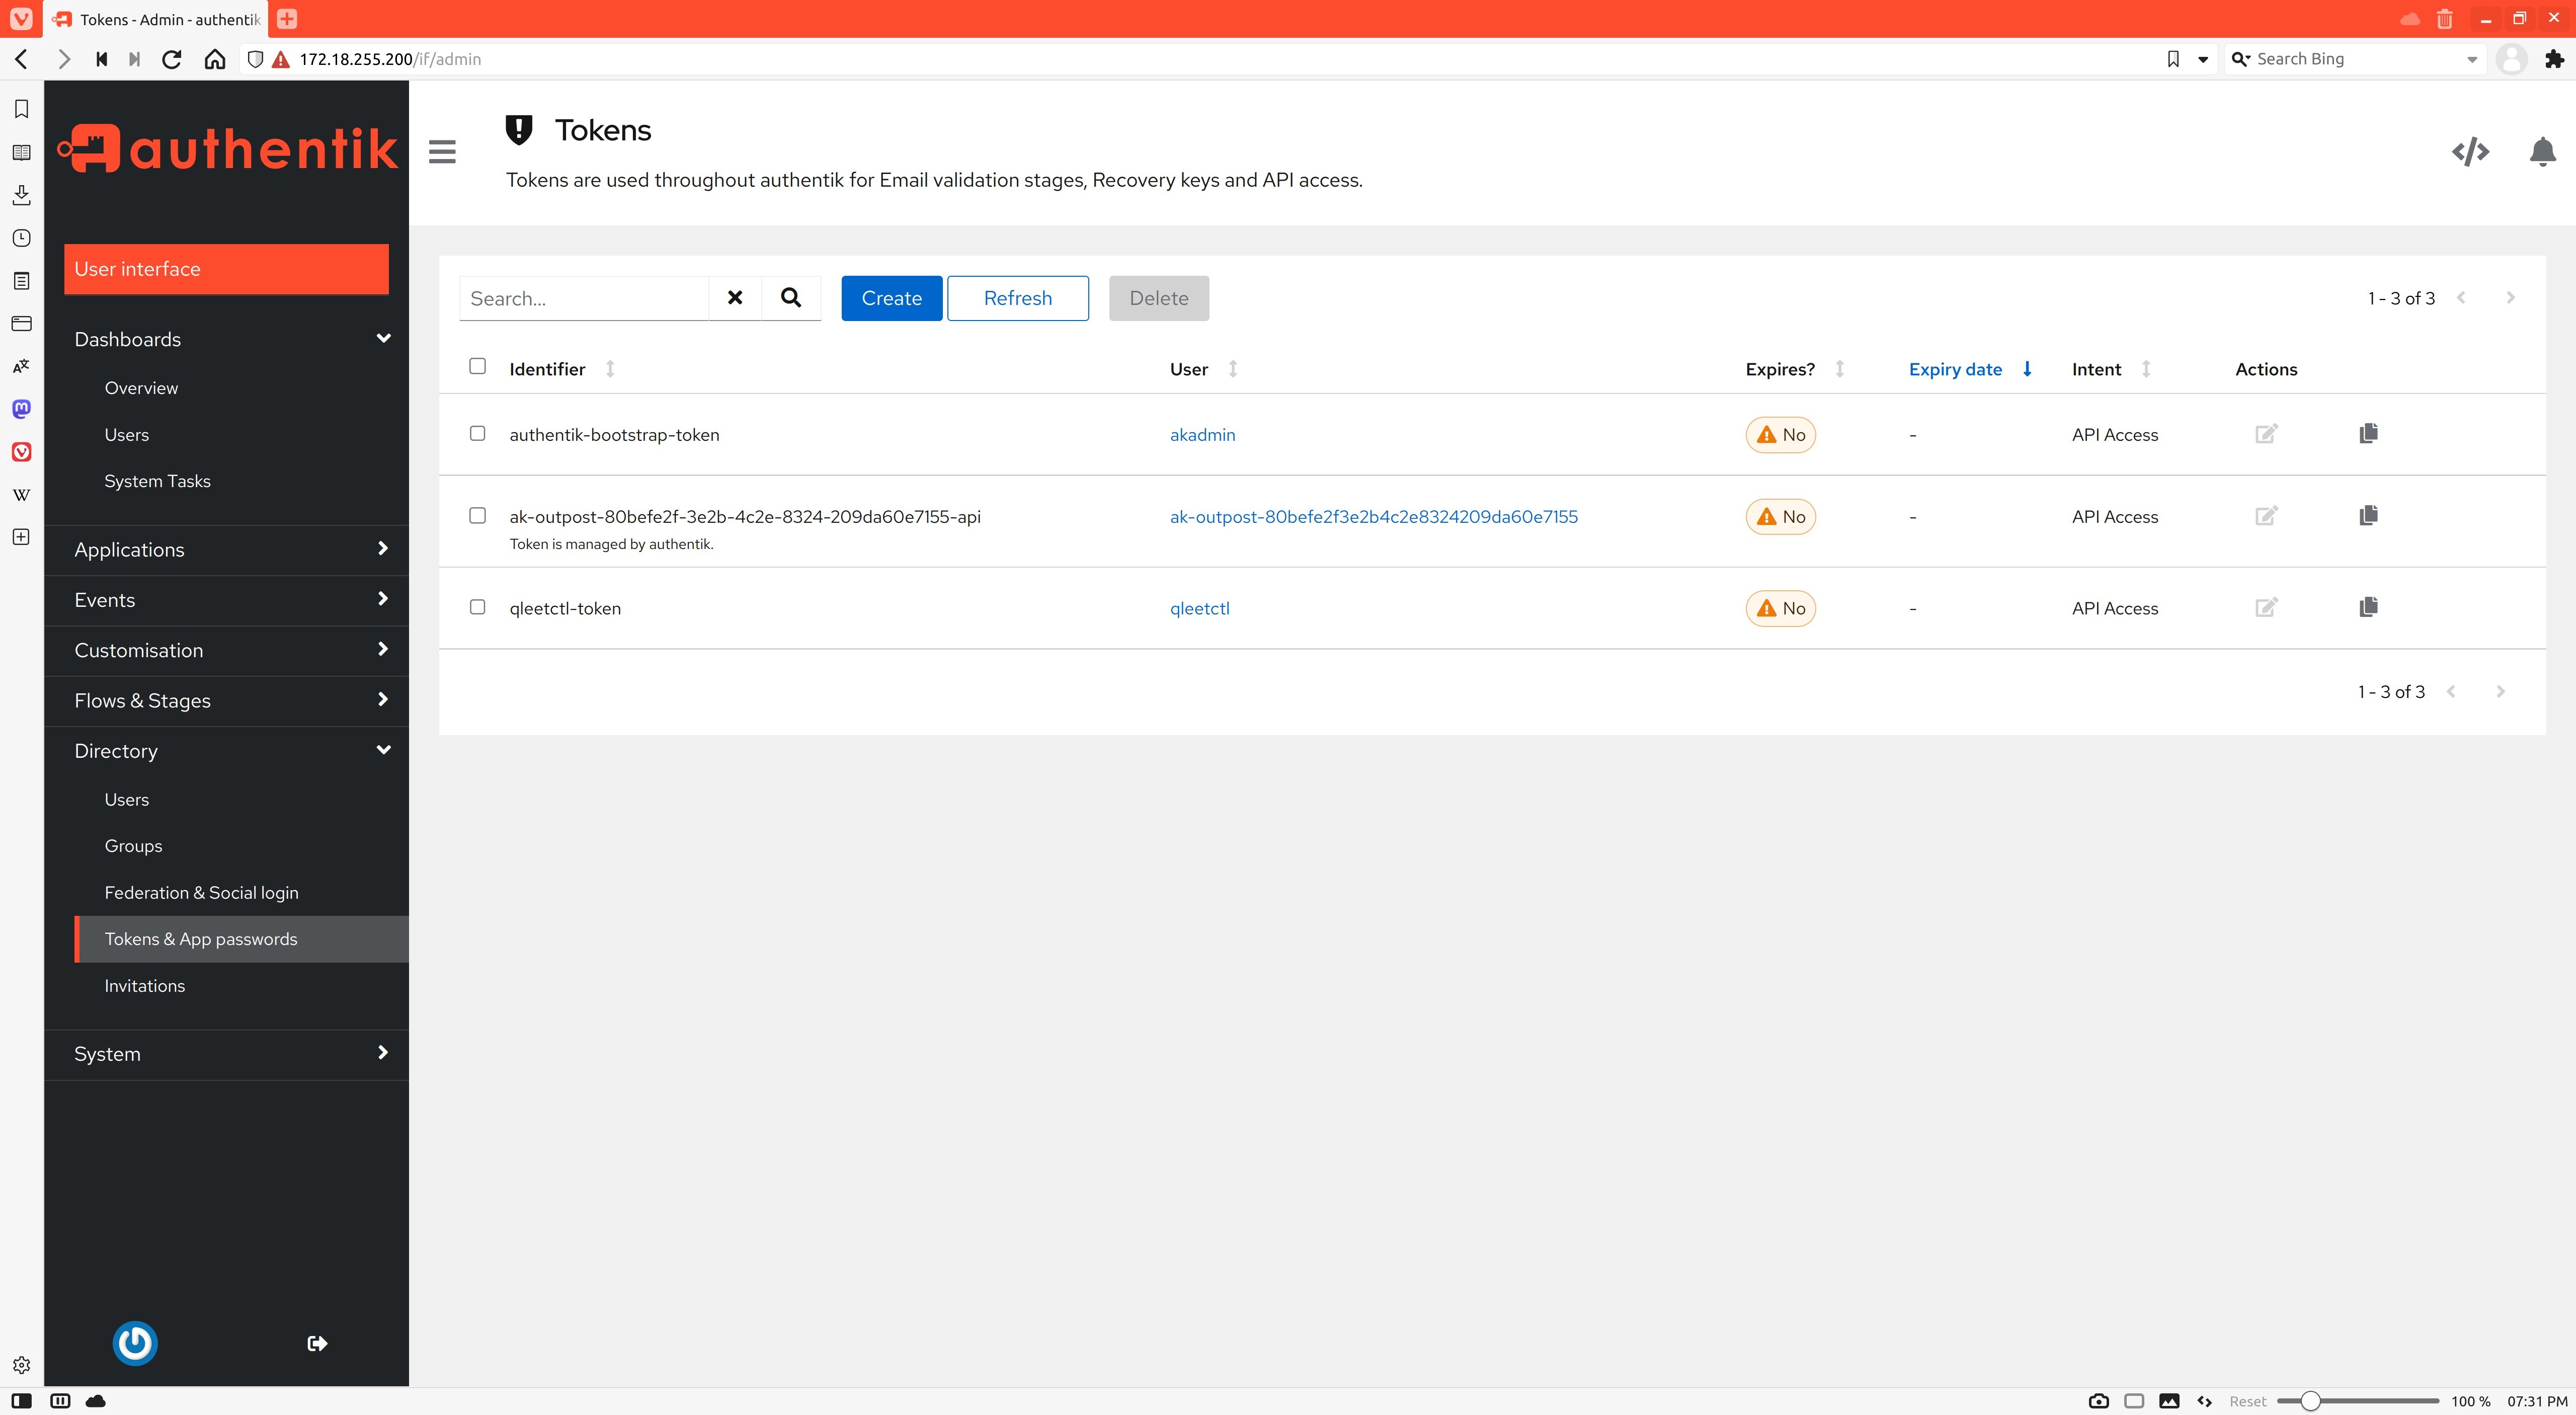 Tokens - Admin - authentik
172.18.255.200/if/admin
Search Bing
authentik
User interface
Dashboards
Overview
Users
System Tasks
Applications
Events
Customisation
Flows & Stages
Directory
Users
Groups
Federation & Social login
Tokens & App passwords
Invitations
System
Tokens
Tokens are used throughout authentik for Email validation stages, Recovery keys and API access.
Search...
Create
Refresh
Delete
1 - 3 of 3
Identifier
User
Expires?
Expiry date
Intent
Actions
authentik-bootstrap-token
akadmin
No
-
API Access
ak-outpost-80befe2f-3e2b-4c2e-8324-209da60e7155-api
Token is managed by authentik.
ak-outpost-80befe2f3e2b4c2e8324209da60e7155
No
-
API Access
qleetctl-token
qleetctl
No
-
API Access
1 - 3 of 3
Reset
100 %
07:31 PM